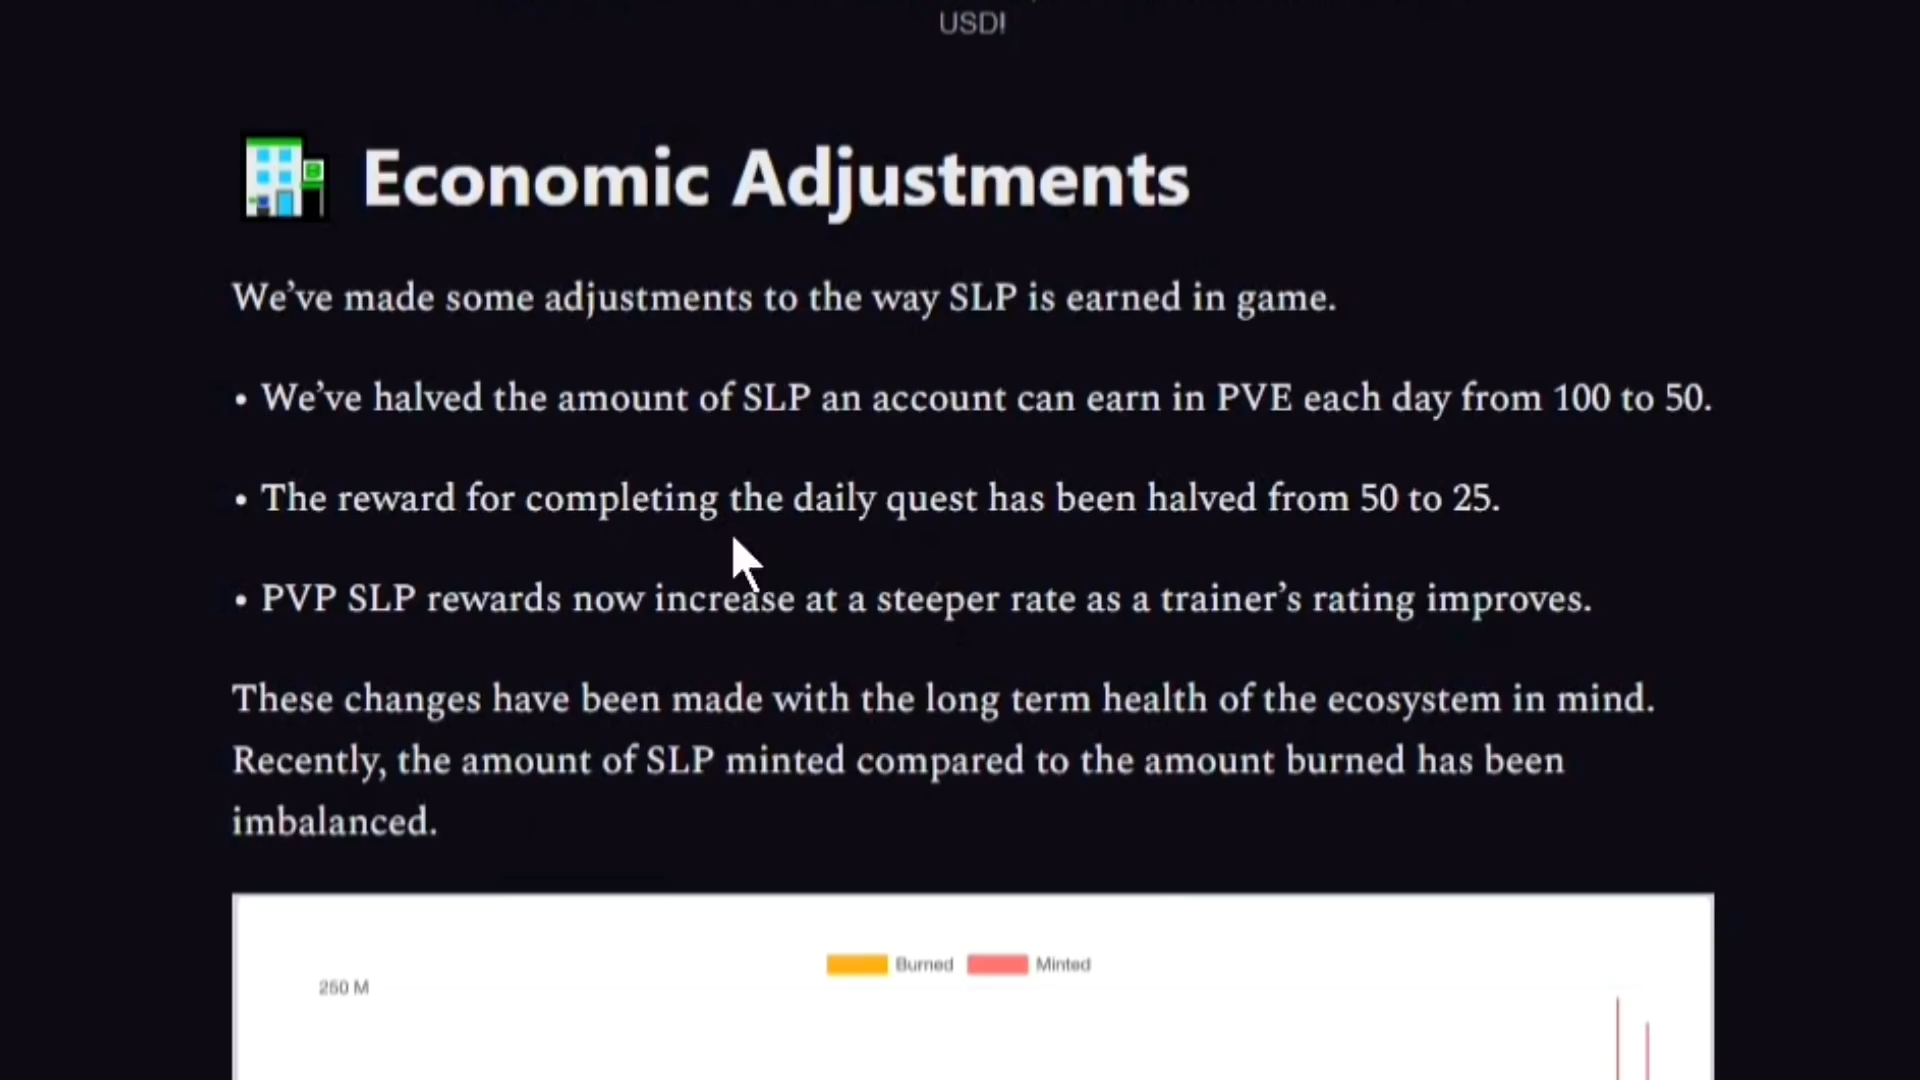 USD!
Economic Adjustments
We’ve made some adjustments to the way SLP is earned in game.
• We’ve halved the amount of SLP an account can earn in PVE each day from 100 to 50.
• The reward for completing the daily quest has been halved from 50 to 25.
• PVP SLP rewards now increase at a steeper rate as a trainer’s rating improves.
These changes have been made with the long term health of the ecosystem in mind.
Recently, the amount of SLP minted compared to the amount burned has been
imbalanced.
Burned Minted
250 M